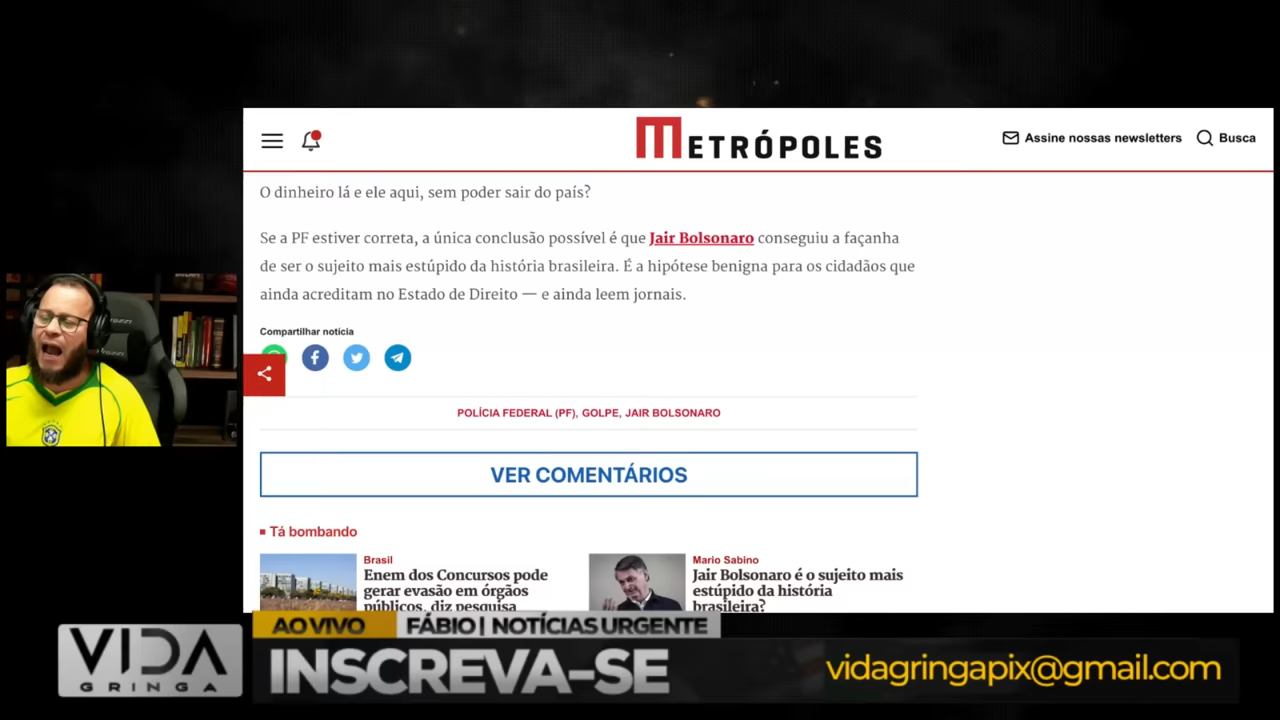 METRÓPOLES
Assine nossas newsletters
Busca
O dinheiro lá e ele aqui, sem poder sair do país?
Se a PF estiver correta, a única conclusão possível é que Jair Bolsonaro conseguiu a façanha
de ser o sujeito mais estúpido da história brasileira. É a hipótese benigna para os cidadãos que
ainda acreditam no Estado de Direito — e ainda leem jornais.
Compartilhar notícia
POLÍCIA FEDERAL (PF), GOLPE, JAIR BOLSONARO
VER COMENTÁRIOS
Tá bombando
Brasil
Enem dos Concursos pode
gerar evasão em órgãos
públicos, diz pesquisa
Mario Sabino
Jair Bolsonaro é o sujeito mais
estúpido da história
brasileira?
AO VIVO
FÁBIO | NOTÍCIAS URGENTE
VIDA
GRINGA
INSCREVA-SE
vidagringapix@gmail.com